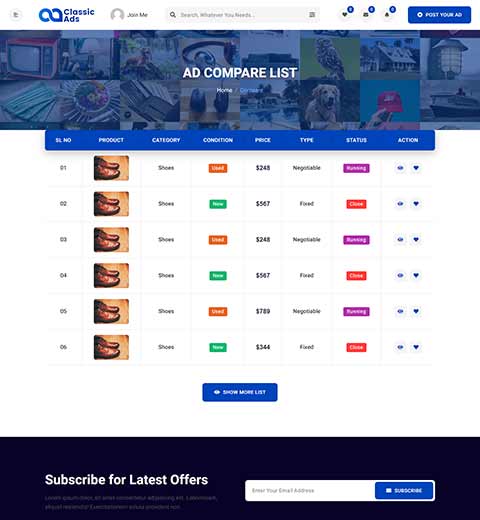 Classic
Ads
Join Me
Search, Whatever You Needs...
0
0
0
POST YOUR AD
AD COMPARE LIST
Home / Compare
SL NO PRODUCT CATEGORY CONDITION PRICE TYPE STATUS ACTION
01 Shoes Used $248 Negotiable Running
02 Shoes New $567 Fixed Close
03 Shoes Used $248 Negotiable Running
04 Shoes New $567 Fixed Close
05 Shoes Used $789 Negotiable Running
06 Shoes New $344 Fixed Close
SHOW MORE LIST
Subscribe for Latest Offers
Lorem ipsum dolor, sit amet consectetur adipisicing elit. Laboriosam,
aliquid reiciendis! Exercitationem soluta provident non.
Enter Your Email Address
SUBSCRIBE